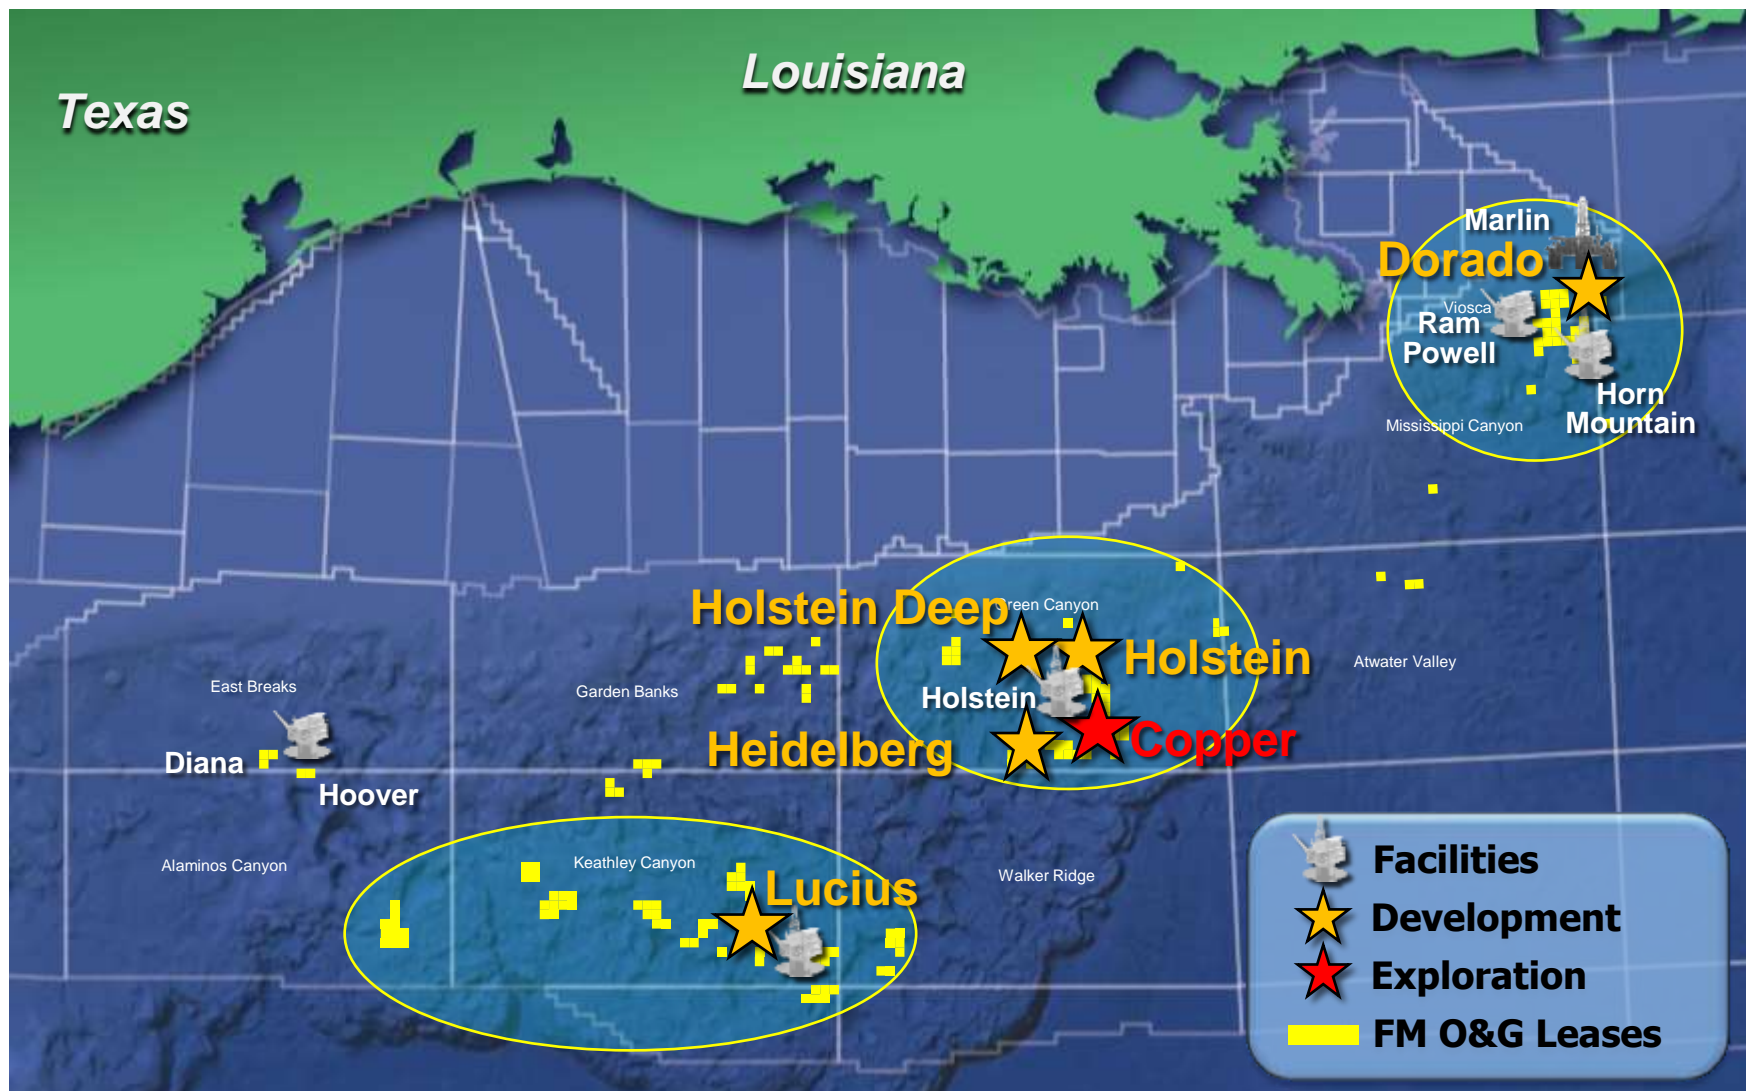 Louisiana
Texas
Marlin
Dorado
Viosca
Ram
Powell
Horn
Mountain
Mississippi Canyon
Holstein Deep
Green Canyon
Holstein
Atwater Valley
East Breaks
Garden Banks
Holstein
Heidelberg
Copper
Diana
Hoover
Alaminos Canyon
Keathley Canyon
Walker Ridge
Lucius
Facilities
Development
Exploration
FM O&G Leases